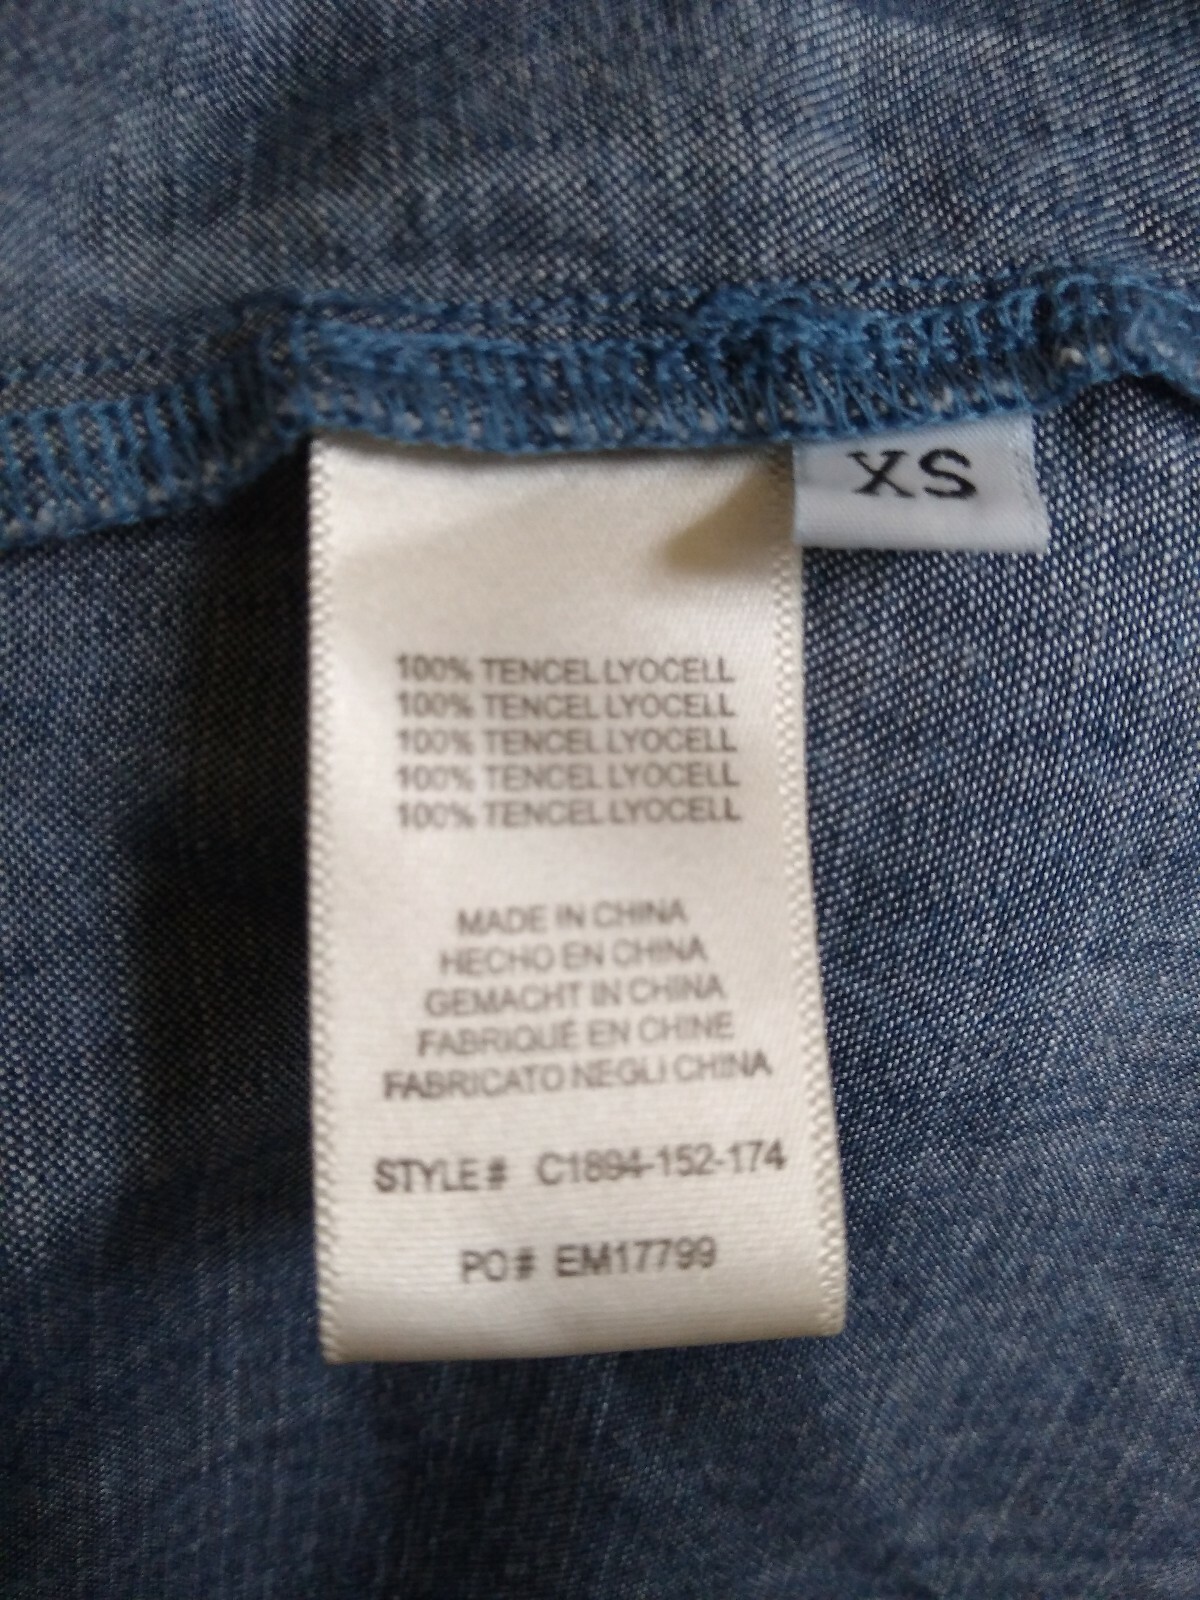 XS
100% TENCEL LYOCELL
100% TENCEL LYOCELL
100% TENCEL LYOCELL
100% TENCEL LYOCELL
100% TENCEL LYOCELL
MADE IN CHINA
HECHO EN CHINA
GEMACHT IN CHINA
FABRIQUÉ EN CHINE
FABRICATO NEGLI CHINA
STYLE# C1894-152-174
PO# EM17799